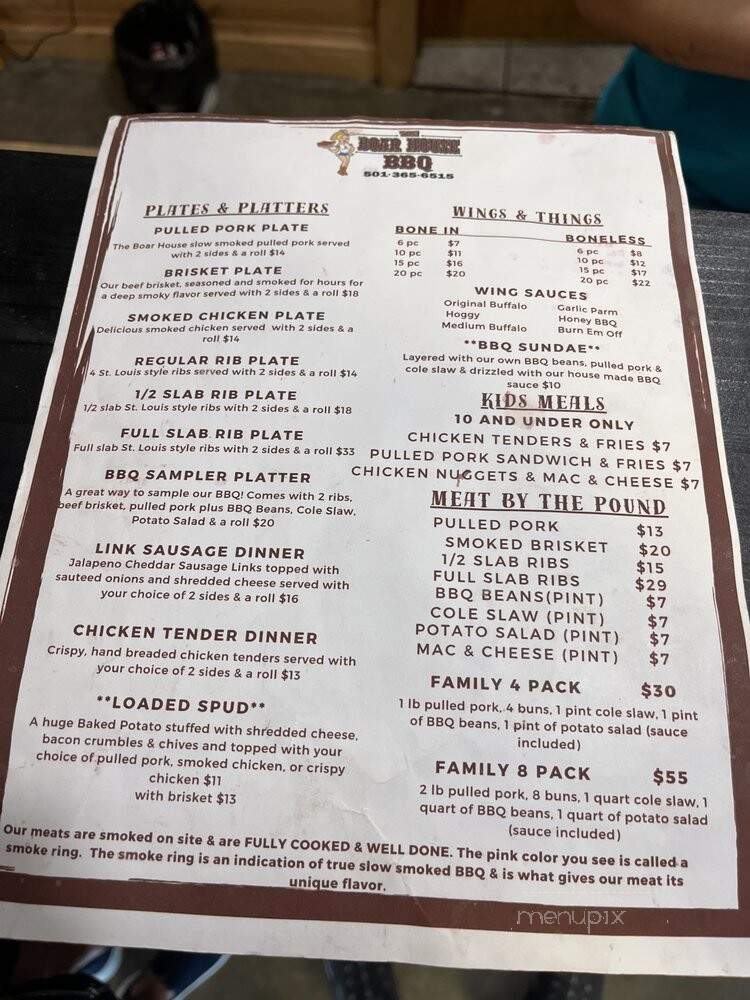 THE
BOAR HOUSE
BBQ
501-365-6515
PLATES & PLATTERS
PULLED PORK PLATE
The Boar House slow smoked pulled pork served
with 2 sides & a roll $14
BRISKET PLATE
Our beef brisket, seasoned and smoked for hours for
a deep smoky flavor served with 2 sides & a roll $18
SMOKED CHICKEN PLATE
Delicious smoked chicken served with 2 sides & a
roll $14
REGULAR RIB PLATE
4 St. Louis style ribs served with 2 sides & a roll $14
1/2 SLAB RIB PLATE
1/2 slab St. Louis style ribs with 2 sides & a roll $18
FULL SLAB RIB PLATE
Full slab St. Louis style ribs with 2 sides & a roll $33
BBQ SAMPLER PLATTER
A great way to sample our BBQ! Comes with 2 ribs,
beef brisket, pulled pork plus BBQ Beans, Cole Slaw,
Potato Salad & a roll $20
LINK SAUSAGE DINNER
Jalapeno Cheddar Sausage Links topped with
sauteed onions and shredded cheese served with
your choice of 2 sides & a roll $16
CHICKEN TENDER DINNER
Crispy, hand breaded chicken tenders served with
your choice of 2 sides & a roll $13
**LOADED SPUD**
A huge Baked Potato stuffed with shredded cheese,
bacon crumbles & chives and topped with your
choice of pulled pork, smoked chicken, or crispy
chicken $11
with brisket $13
WINGS & THINGS
BONE IN
6 pc $7
10 pc $11
15 pc $16
20 pc $20
BONELESS
6 pc $8
10 pc $12
15 pc $17
20 pc $22
WING SAUCES
Original Buffalo Garlic Parm
Hoggy Honey BBQ
Medium Buffalo Burn Em Off
**BBQ SUNDAE**
Layered with our own BBQ beans, pulled pork &
cole slaw & drizzled with our house made BBQ
sauce $10
KIDS MEALS
10 AND UNDER ONLY
CHICKEN TENDERS & FRIES $7
PULLED PORK SANDWICH & FRIES $7
CHICKEN NUGGETS & MAC & CHEESE $7
MEAT BY THE POUND
PULLED PORK $13
SMOKED BRISKET $20
1/2 SLAB RIBS $15
FULL SLAB RIBS $29
BBQ BEANS(PINT) $7
COLE SLAW (PINT) $7
POTATO SALAD (PINT) $7
MAC & CHEESE (PINT) $7
FAMILY 4 PACK $30
1 lb pulled pork, 4 buns, 1 pint cole slaw, 1 pint
of BBQ beans, 1 pint of potato salad (sauce
included)
FAMILY 8 PACK $55
2 lb pulled pork, 8 buns, 1 quart cole slaw, 1
quart of BBQ beans, 1 quart of potato salad
(sauce included)
Our meats are smoked on site & are FULLY COOKED & WELL DONE. The pink color you see is called a
smoke ring. The smoke ring is an indication of true slow smoked BBQ & is what gives our meat its
unique flavor.
menupix